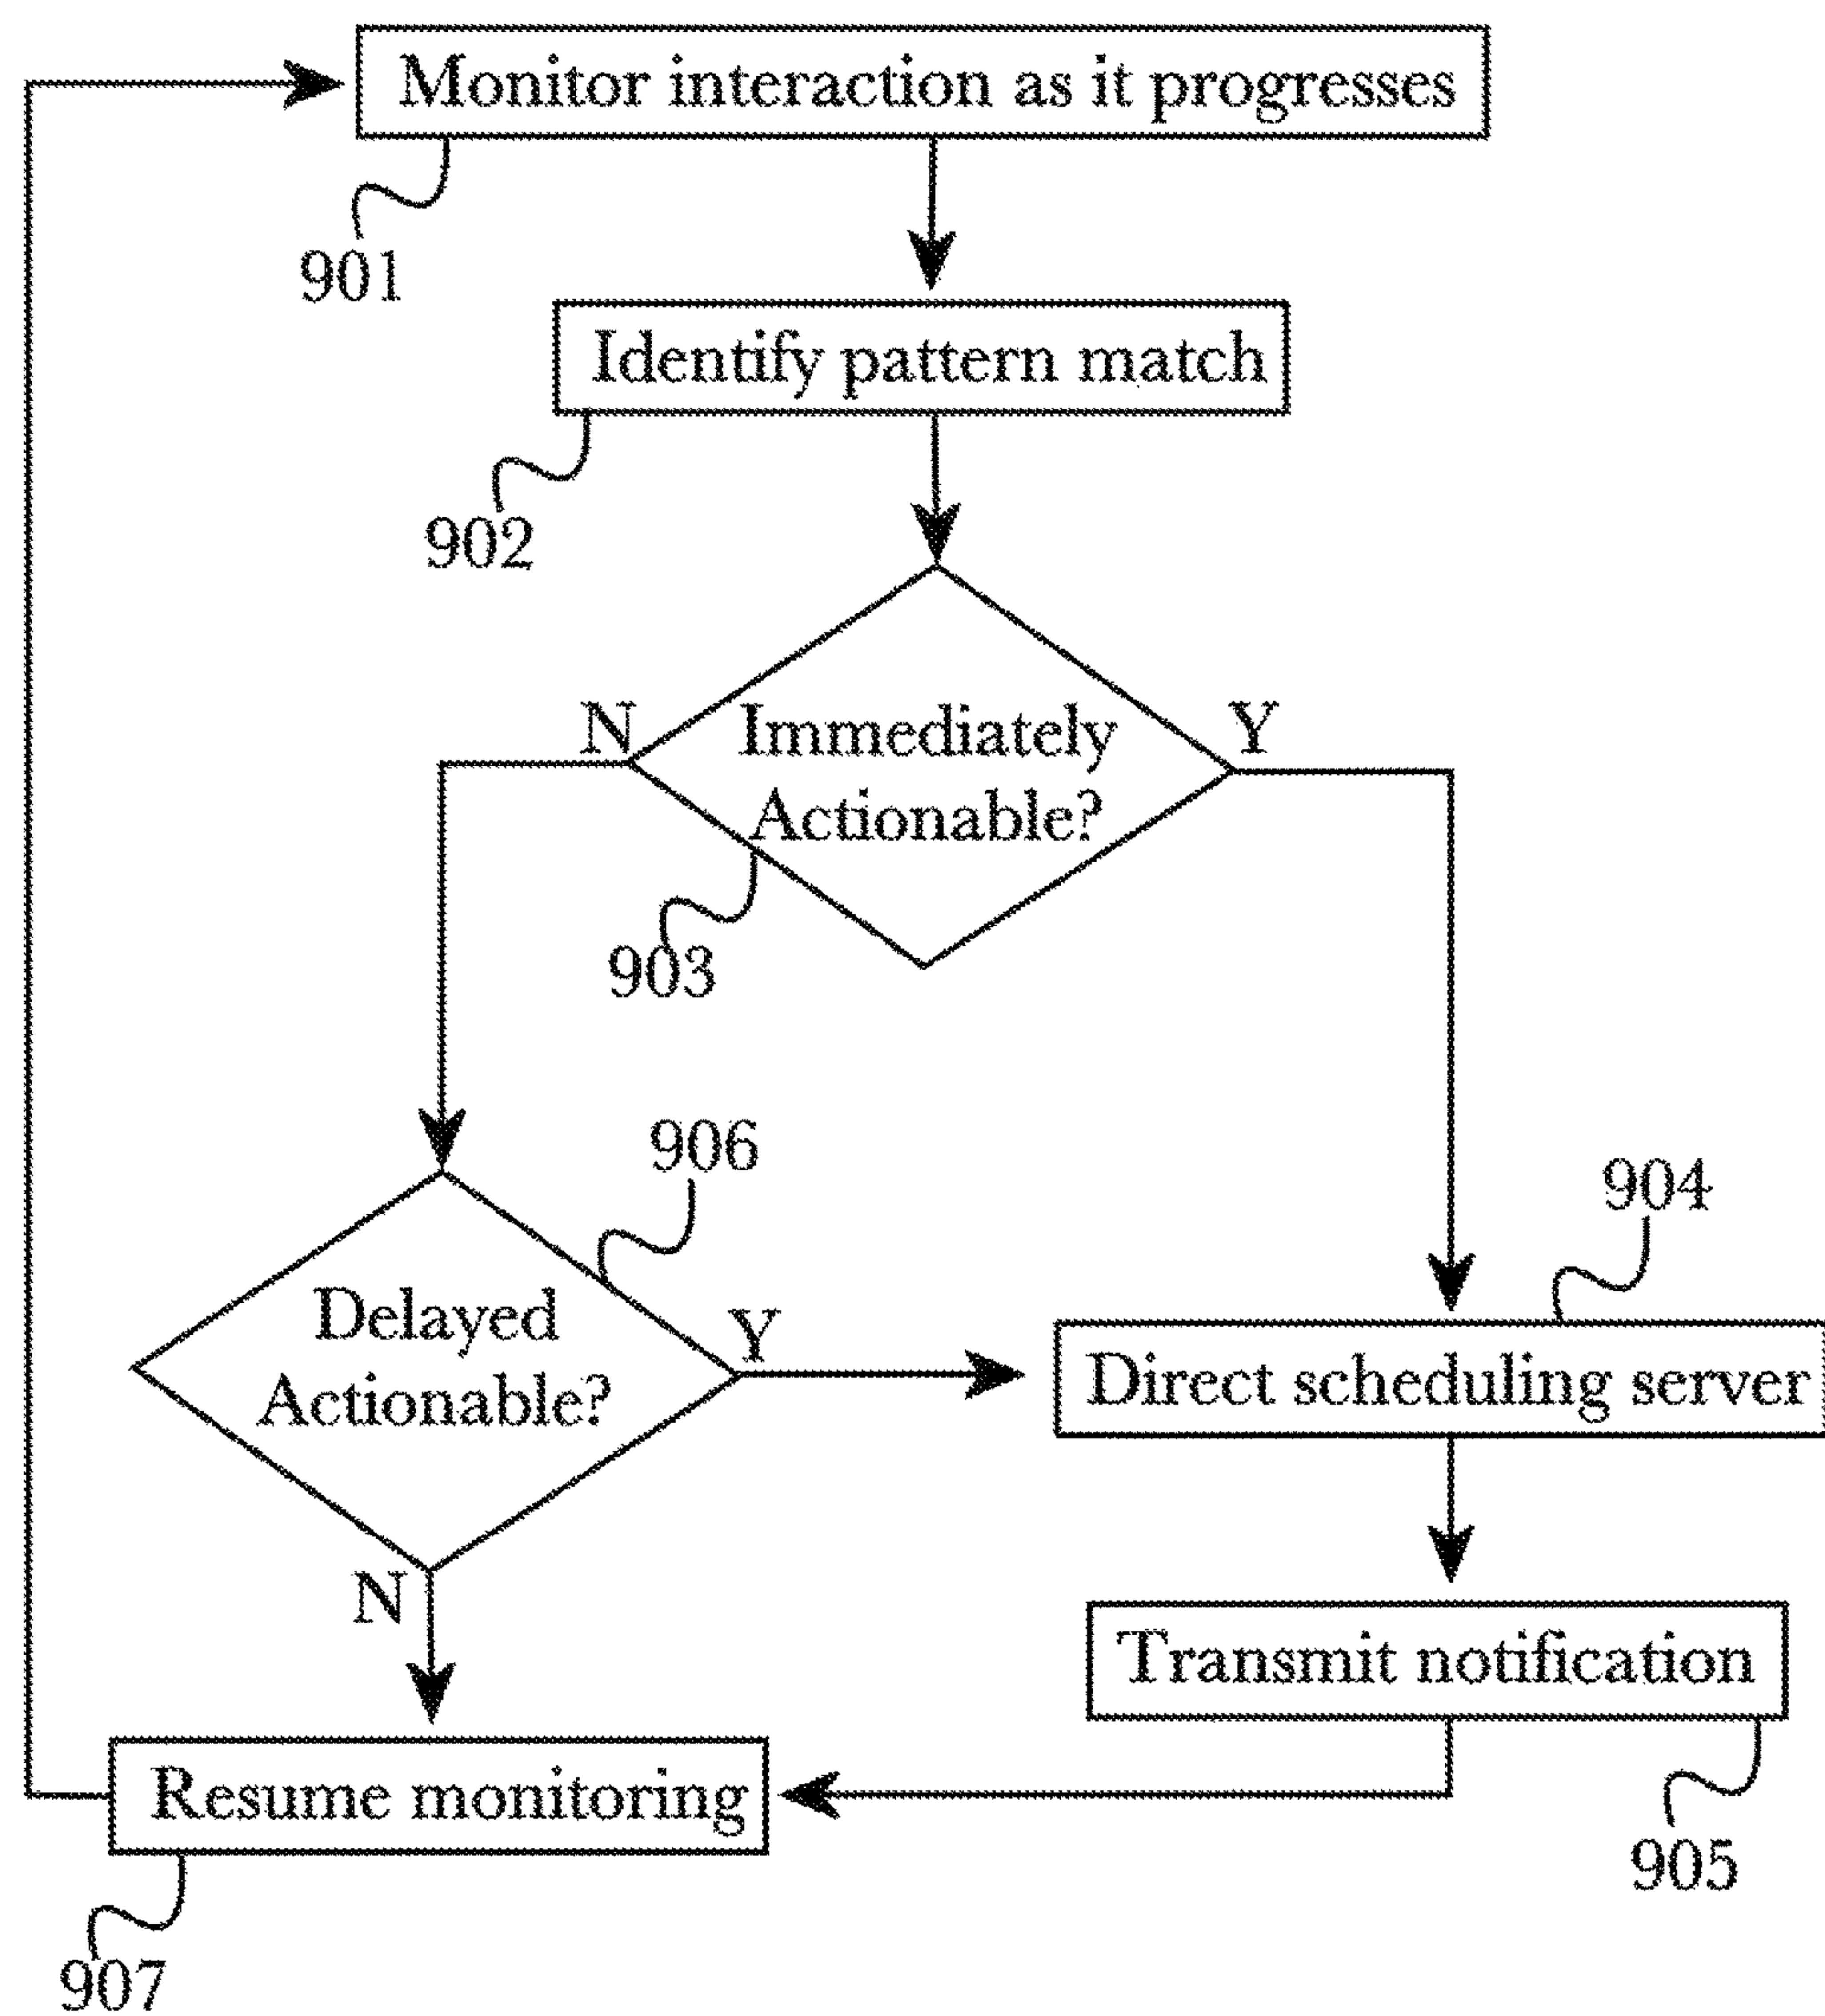 Monitor interaction as it progresses
901
Identify pattern match
902
N
Y
Immediately
Actionable?
903
906
904
Delayed
Actionable?
Y
Direct scheduling server
N
Transmit notification
Resume monitoring
905
907